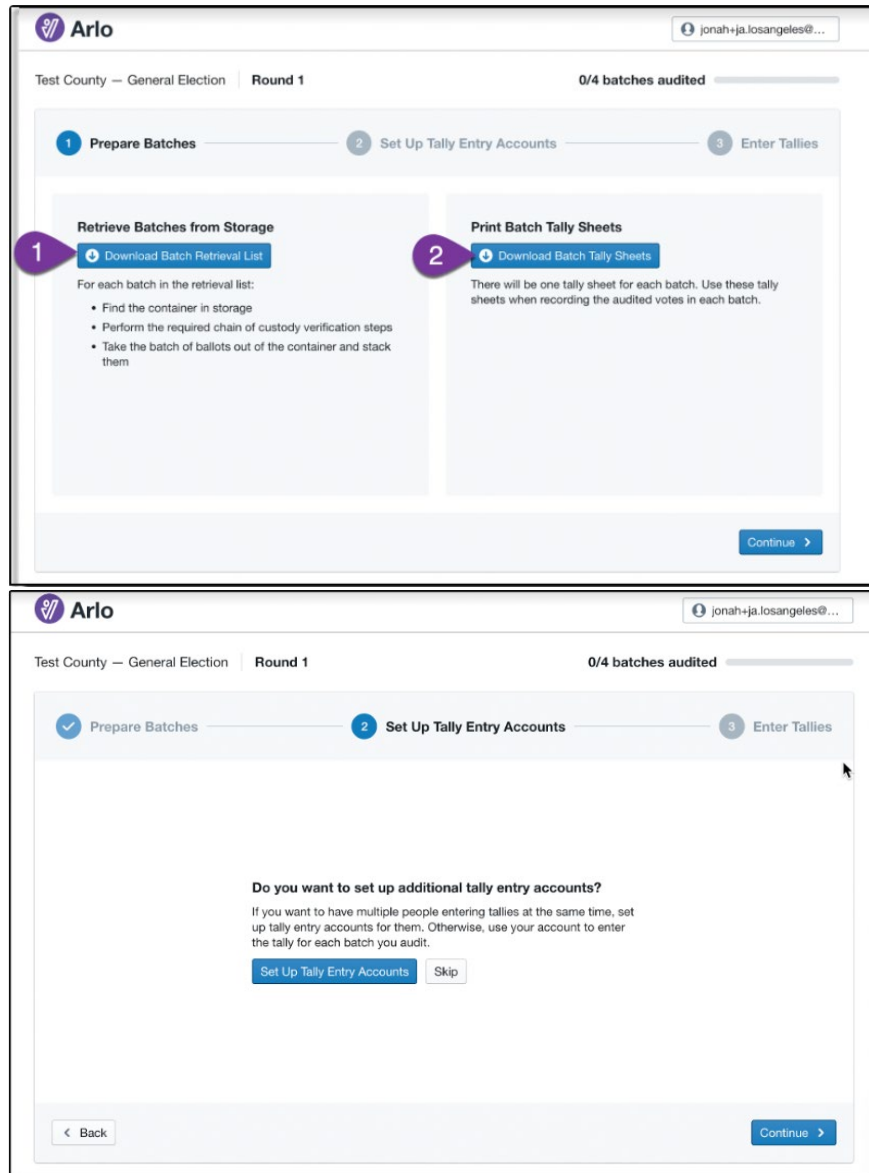 Arlo
jonah+ja.losangeles@...
Test County — General Election Round 1
0/4 batches audited
1 Prepare Batches
2 Set Up Tally Entry Accounts
3 Enter Tallies
Retrieve Batches from Storage
1
Download Batch Retrieval List
For each batch in the retrieval list:
• Find the container in storage
• Perform the required chain of custody verification steps
• Take the batch of ballots out of the container and stack
them
Print Batch Tally Sheets
2
Download Batch Tally Sheets
There will be one tally sheet for each batch. Use these tally
sheets when recording the audited votes in each batch.
Continue
Arlo
jonah+ja.losangeles@...
Test County — General Election Round 1
0/4 batches audited
Prepare Batches
2 Set Up Tally Entry Accounts
3 Enter Tallies
Do you want to set up additional tally entry accounts?
If you want to have multiple people entering tallies at the same time, set
up tally entry accounts for them. Otherwise, use your account to enter
the tally for each batch you audit.
Set Up Tally Entry Accounts
Skip
Back
Continue